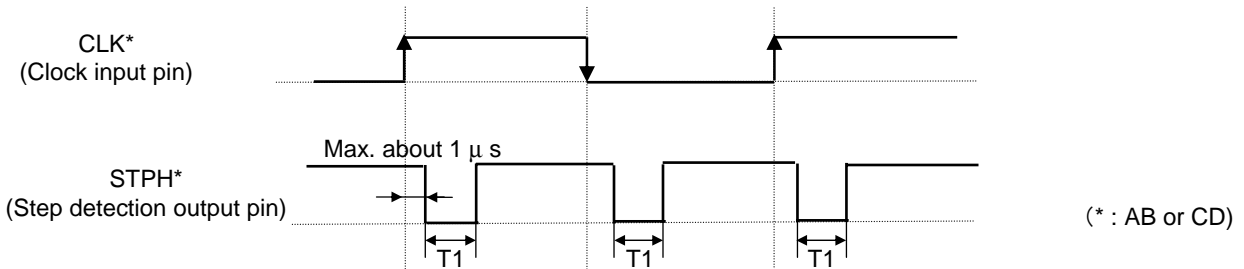 CLK*
(Clock input pin)
Max. about 1 μ s
STPH*
(Step detection output pin)
(* : AB or CD)
T1
T1
T1